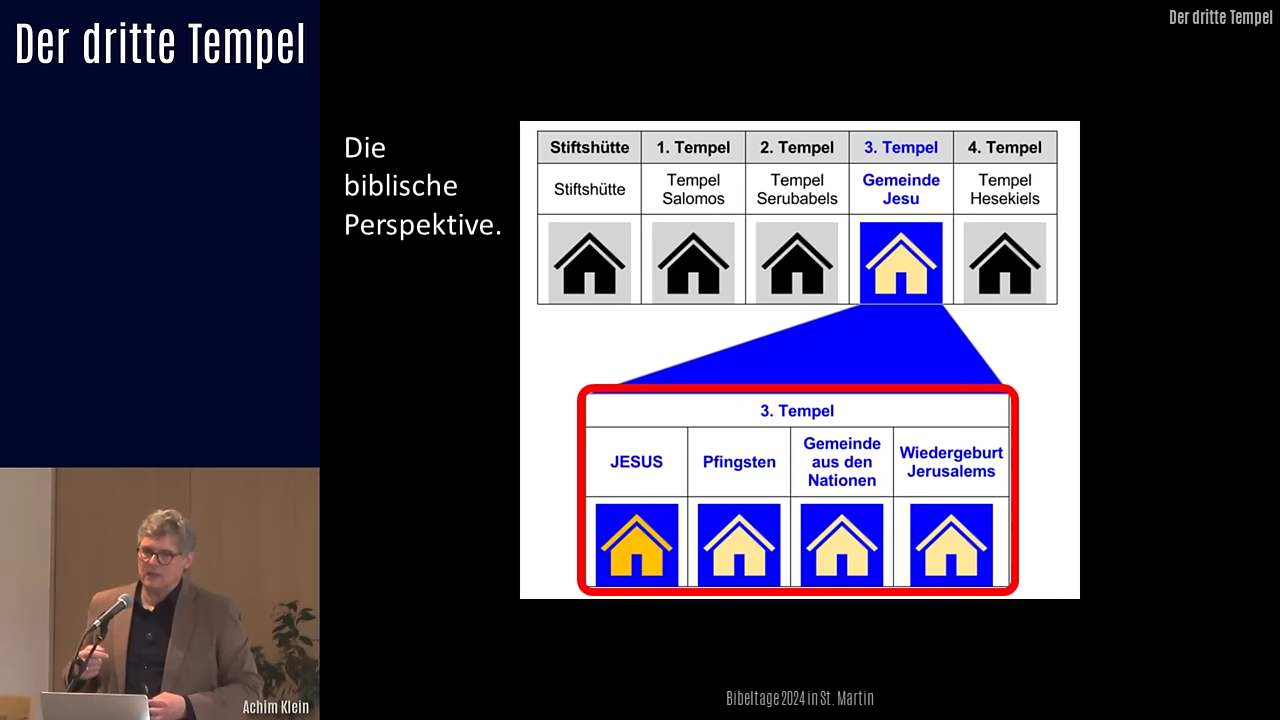 Der dritte Tempel
Der dritte Tempel
Die
biblische
Perspektive.
Stiftshütte 1. Tempel 2. Tempel 3. Tempel 4. Tempel
Stiftshütte
Tempel
Salomos
Tempel
Serubabels
Gemeinde
Jesu
Tempel
Hesekiels
3. Tempel
JESUS
Pfingsten
Gemeinde
aus den
Nationen
Wiedergeburt
Jerusalems
Achim Klein
Bibeltage 2024 in St. Martin